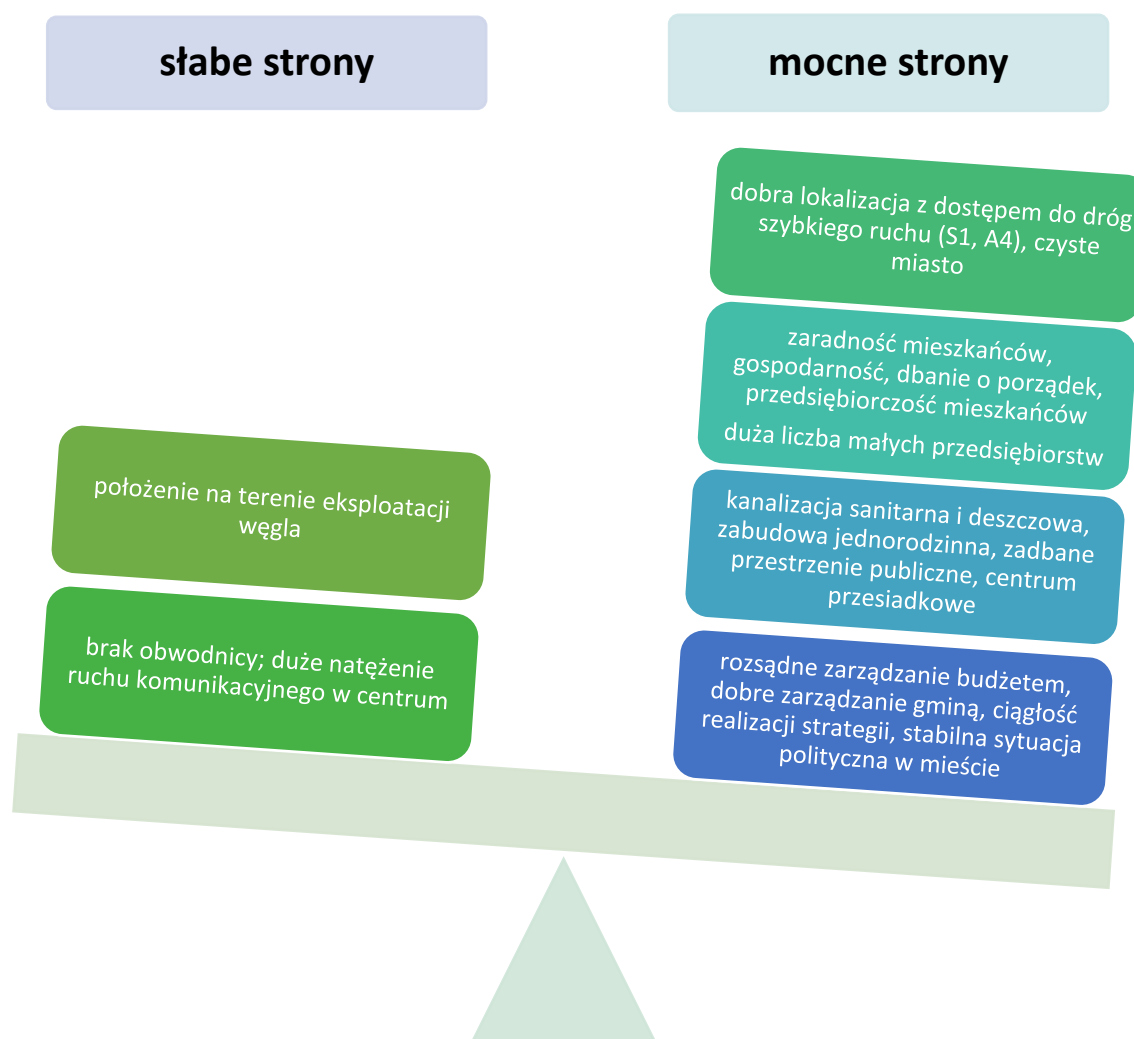 słabe strony
mocne strony
dobra lokalizacja z dostępem do dróg
szybkiego ruchu (S1, A4), czyste
miasto
zaradność mieszkańców,
gospodarność, dbanie o porządek,
przedsiębiorczość mieszkańców
duża liczba małych przedsiębiorstw
kanalizacja sanitarna i deszczowa,
zabudowa jednorodzinna, zadbane
przestrzenie publiczne, centrum
przesiadkowe
rozsądne zarządzanie budżetem,
dobre zarządzanie gminą, ciągłość
realizacji strategii, stabilna sytuacja
polityczna w mieście
położenie na terenie eksploatacji
węgla
brak obwodnicy; duże natężenie
ruchu komunikacyjnego w centrum